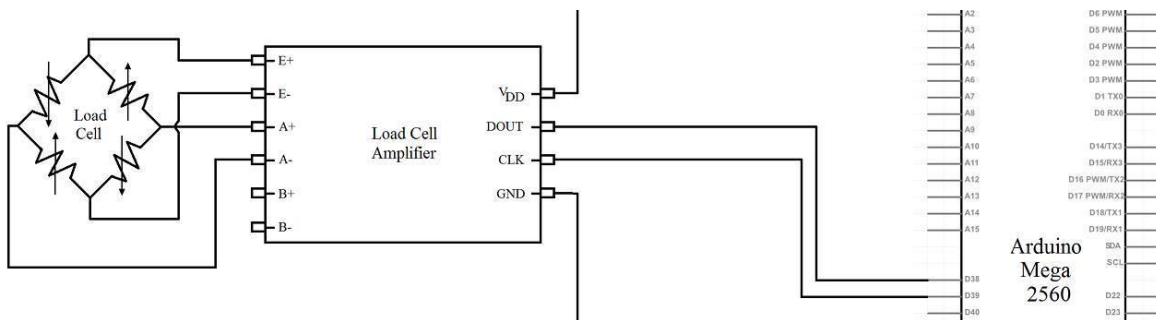 Load
Cell
E+
E-
A+
A-
B+
B-
Load Cell
Amplifier
VDD
DOUT
CLK
GND
A2
A3
A4
A5
A6
A7
A8
A9
A10
A11
A12
A13
A14
A15
D38
D39
D40
Arduino
Mega
2560
D6 PWM
D5 PWM
D4 PWM
D2 PWM
D3 PWM
D1 TX0
D0 RX0
D14/TX3
D15/RX3
D16 PWM/TX2
D17 PWM/RX2
D18/TX1
D19/RX1
SDA
SCL
D22
D23